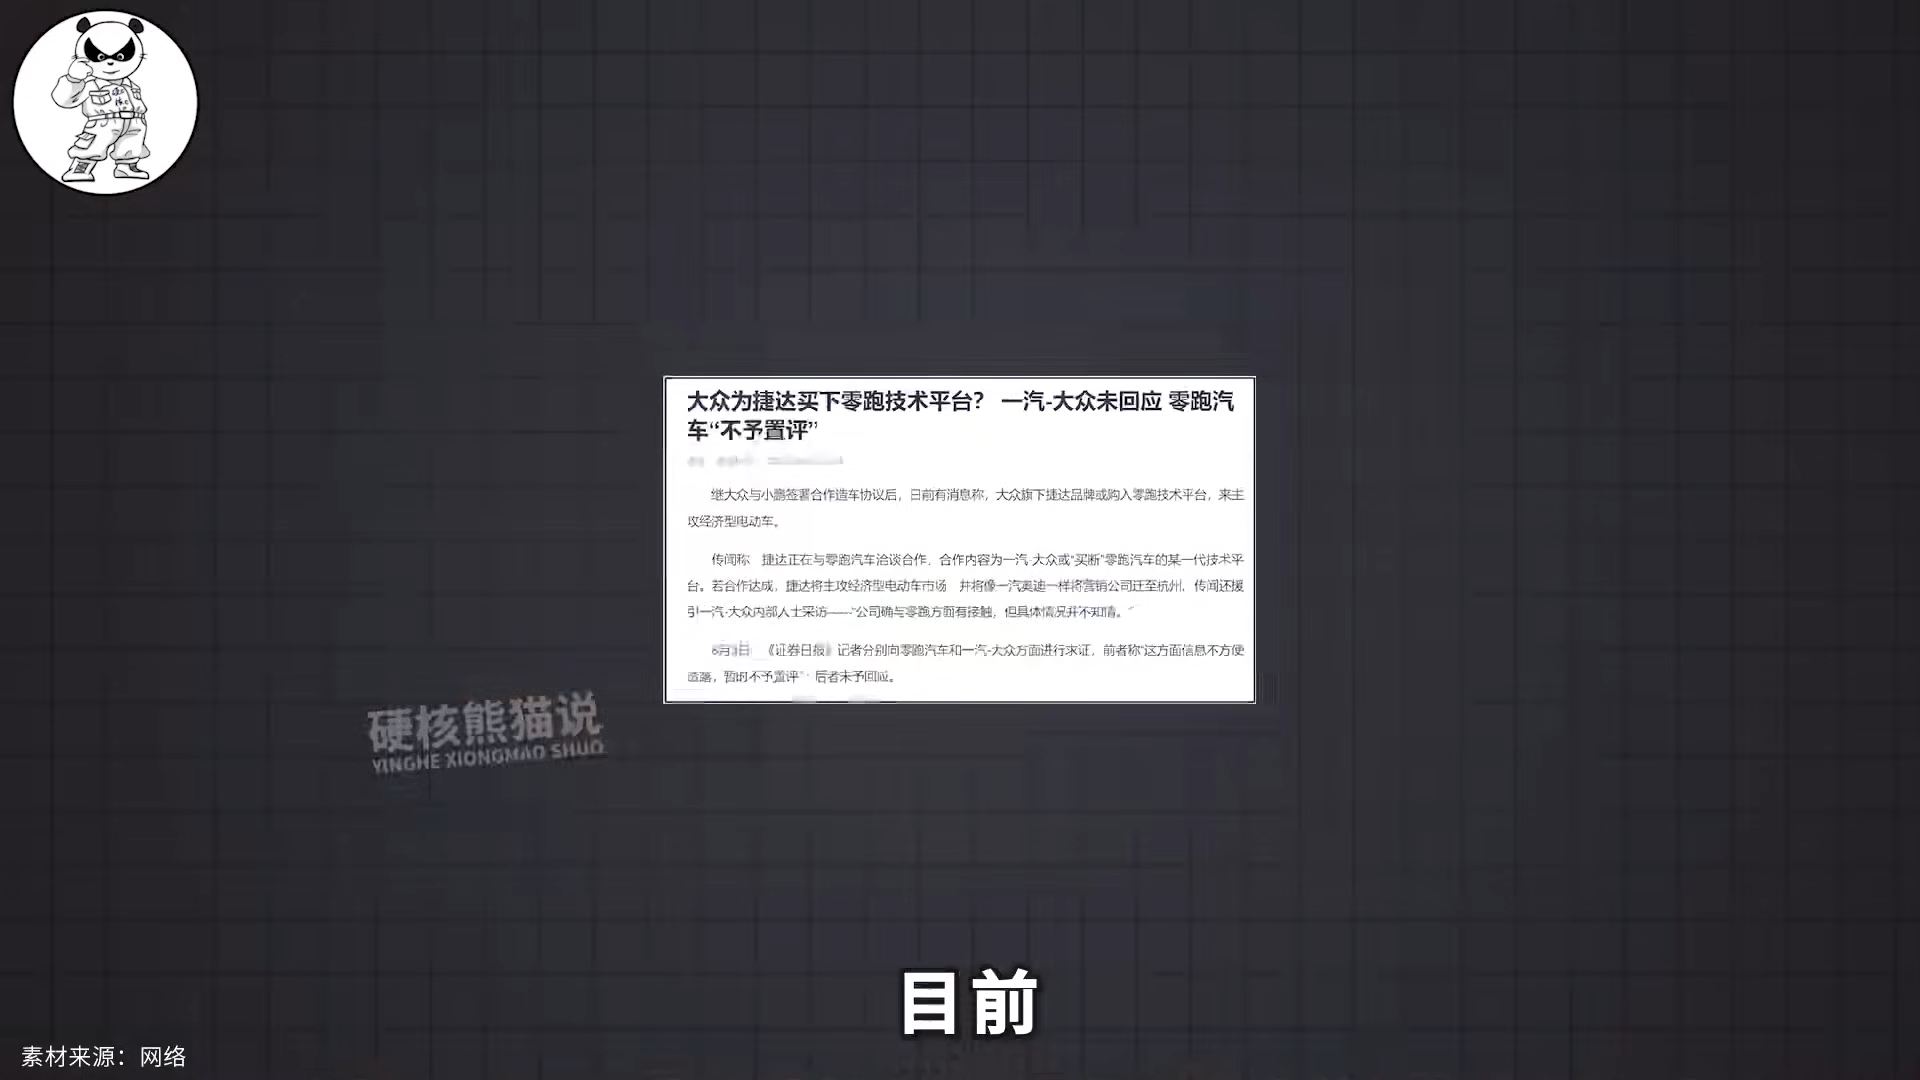 大众为捷达买下零跑技术平台？ 一汽-大众未回应 零跑汽
车“不予置评”
继大众与小鹏签署合作造车协议后，日前有消息称，大众旗下捷达品牌或购入零跑技术平台，来主
攻经济型电动车。
传闻称 捷达正在与零跑汽车洽谈合作，合作内容为一汽-大众或“买断”零跑汽车的某一代技术平
台。若合作达成，捷达将主攻经济型电动车市场 并将像一汽奥迪一样将营销公司迁至杭州。传闻还援
引一汽-大众内部人士采访——“公司确与零跑方面有接触，但具体情况并不知情。”
《证券日报》记者分别向零跑汽车和一汽-大众方面进行求证，前者称“这方面信息不方便
透露，暂时不予置评” 后者未予回应。
硬核熊猫说
YINGHE XIONGMAO SHUO
目前
素材来源：网络